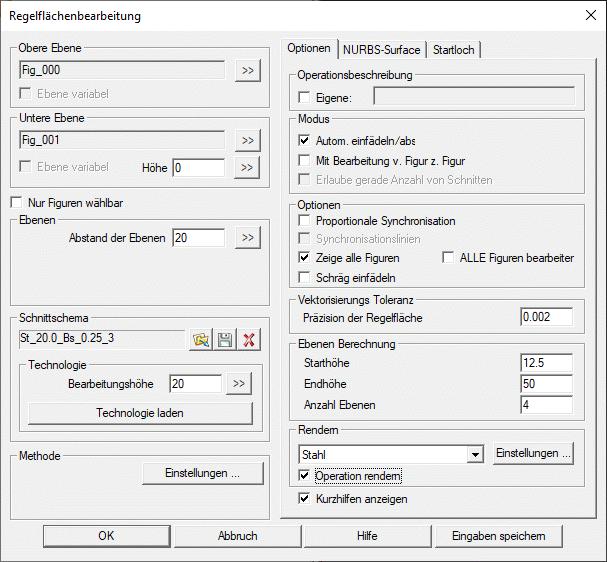 Regelflächenbearbeitung
Obere Ebene
Fig_000
>>
Ebene variabel
Untere Ebene
Fig_001
>>
Ebene variabel
Höhe 0 >>
Nur Figuren wählbar
Ebenen
Abstand der Ebenen 20 >>
Schnittschema
St_20.0_Bs_0.25_3
Technologie
Bearbeitungshöhe 20 >>
Technologie laden
Methode
Einstellungen ...
Optionen NURBS-Surface Startloch
Operationsbeschreibung
Eigene:
Modus
Autom. einfädeln/abs
Mit Bearbeitung v. Figur z. Figur
Erlaube gerade Anzahl von Schnitten
Optionen
Proportionale Synchronisation
Synchronisationslinien
Zeige alle Figuren ALLE Figuren bearbeiter
Schräg einfädeln
Vektorisierungs Toleranz
Präzision der Regelfläche 0.002
Ebenen Berechnung
Starthöhe 12.5
Endhöhe 50
Anzahl Ebenen 4
Rendern
Stahl Einstellungen ...
Operation rendern
Kurzhilfen anzeigen
OK Abbruch Hilfe Eingaben speichern